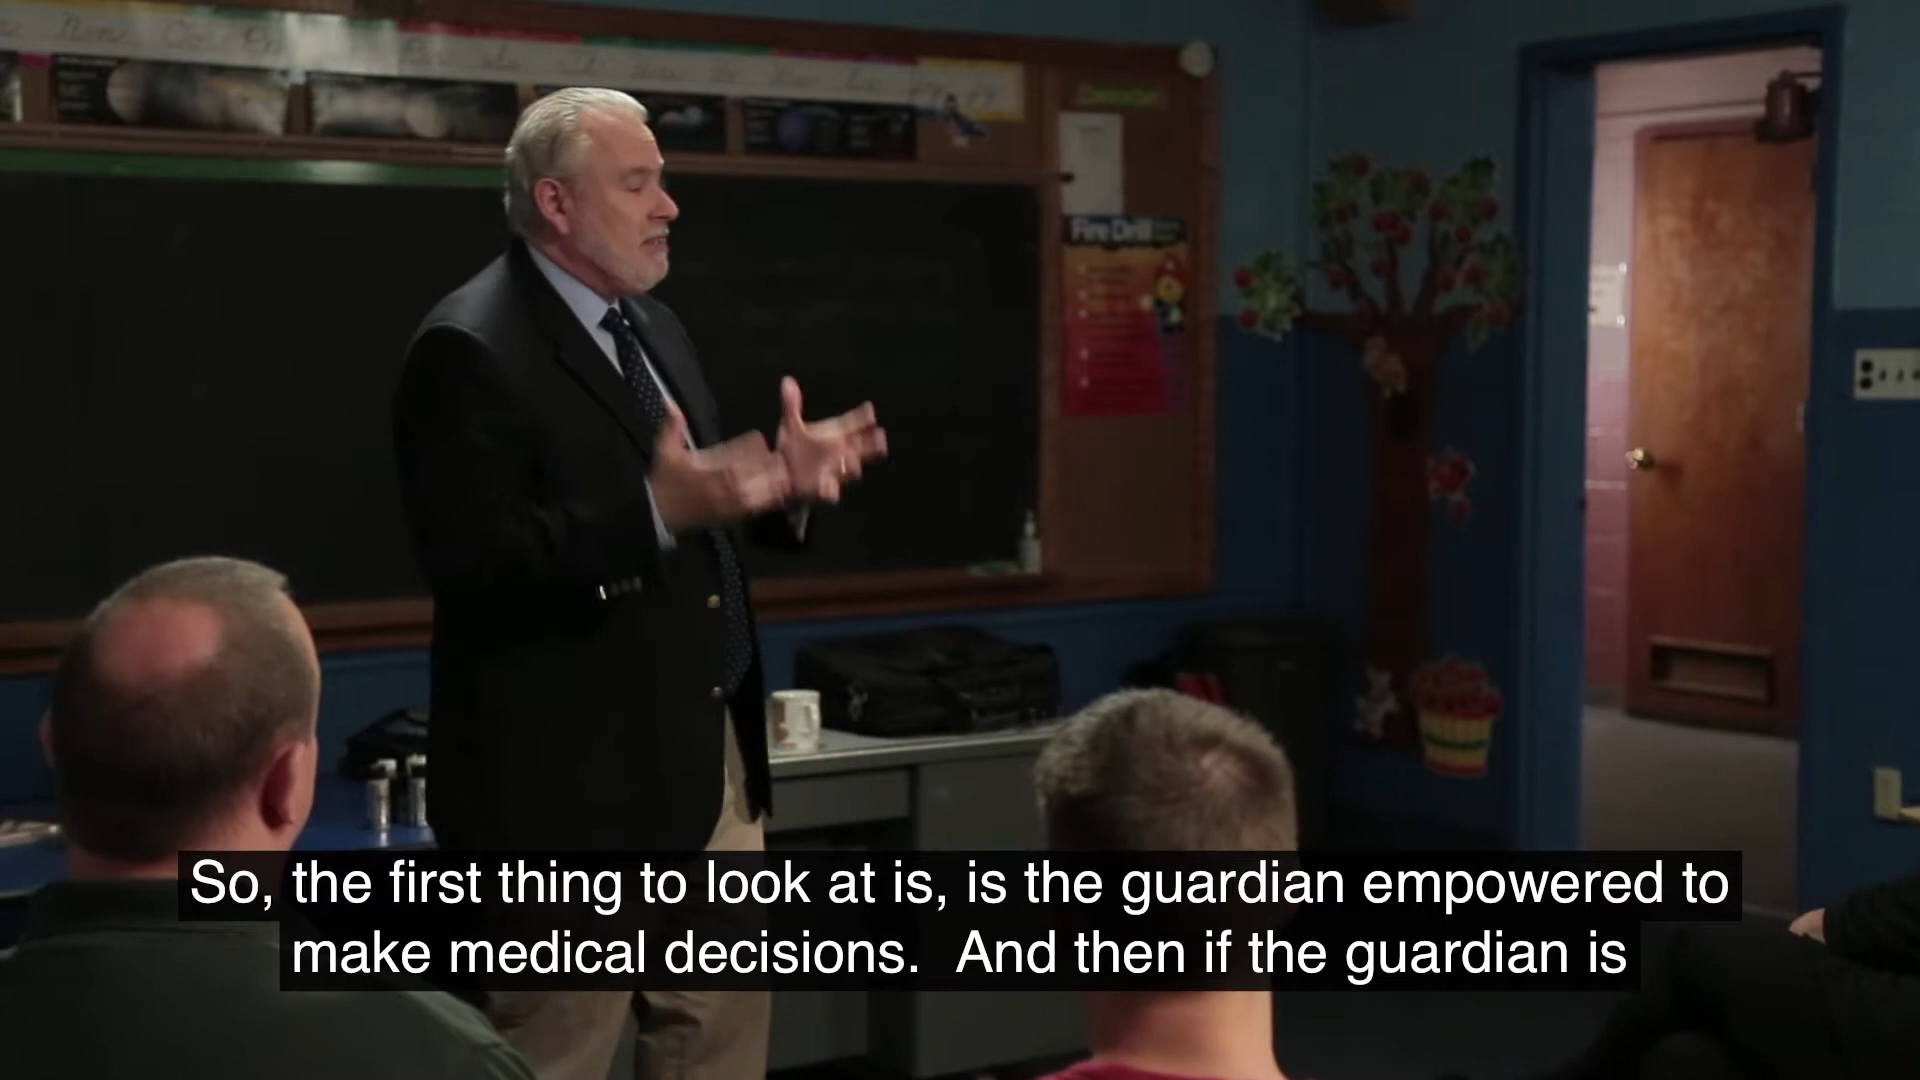 Fire Drill
So, the first thing to look at is, is the guardian empowered to
make medical decisions.  And then if the guardian is